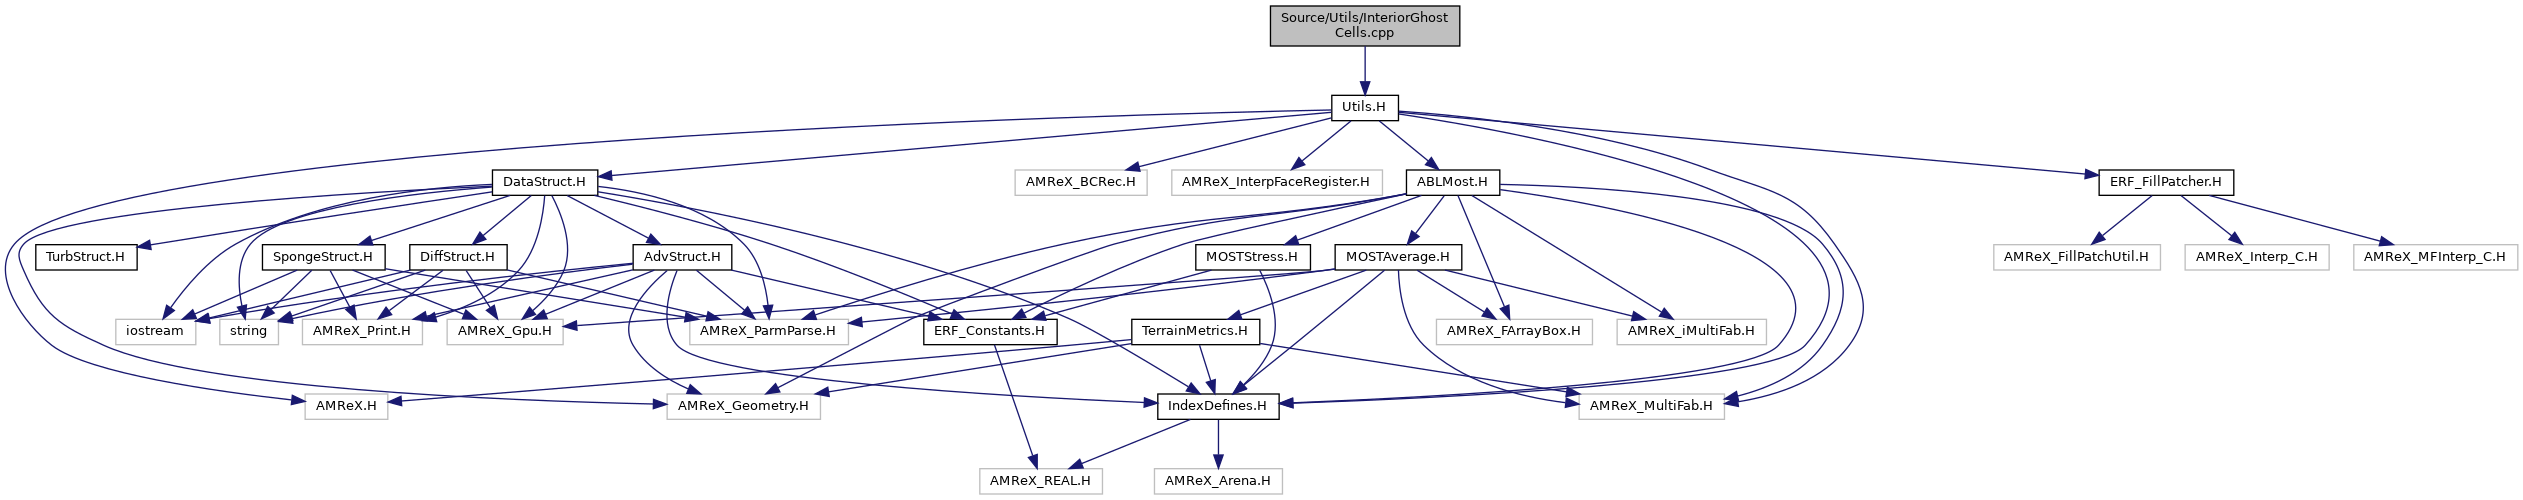 Source/Utils/InteriorGhost
Cells.cpp
Utils.H
DataStruct.H
AMReX_BCRec.H
AMReX_InterpFaceRegister.H
ABLMost.H
ERF_FillPatcher.H
TurbStruct.H
SpongeStruct.H
DiffStruct.H
AdvStruct.H
MOSTStress.H
MOSTAverage.H
AMReX_FillPatchUtil.H
AMReX_Interp_C.H
AMReX_MFInterp_C.H
iostream
string
AMReX_Print.H
AMReX_Gpu.H
AMReX_ParmParse.H
ERF_Constants.H
TerrainMetrics.H
AMReX_FArrayBox.H
AMReX_iMultiFab.H
AMReX.H
AMReX_Geometry.H
IndexDefines.H
AMReX_MultiFab.H
AMReX_REAL.H
AMReX_Arena.H